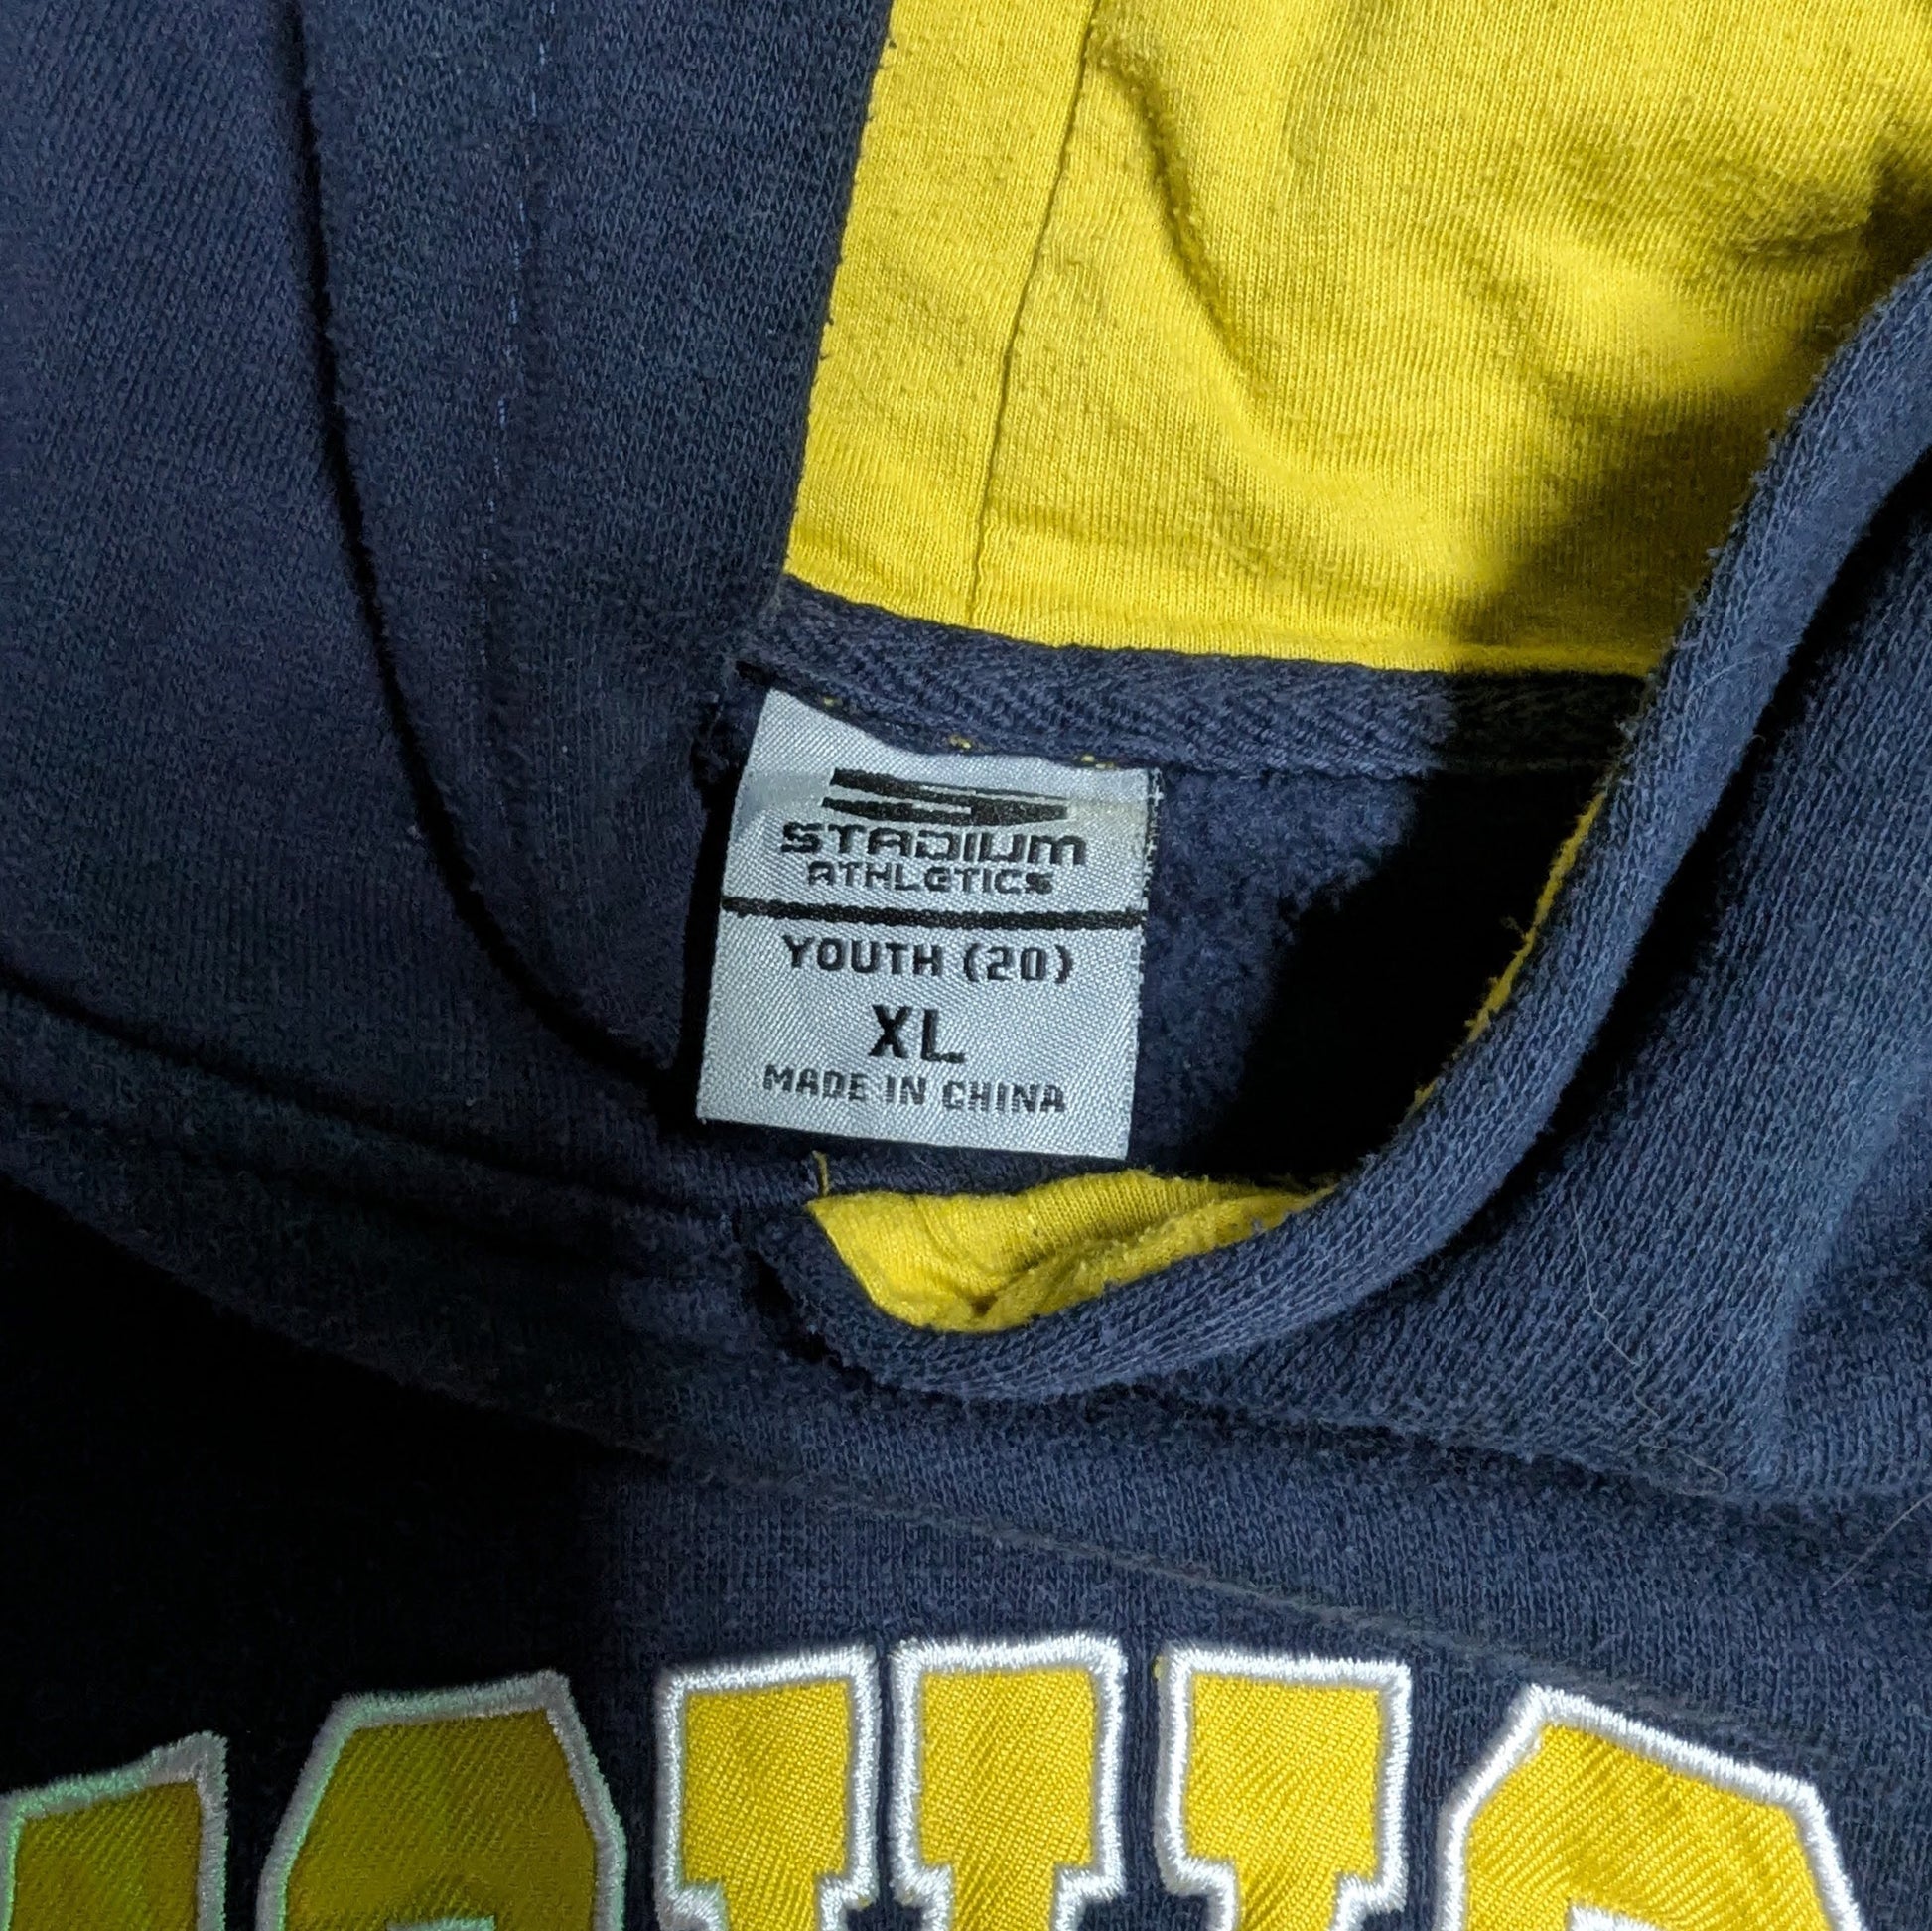 STADIUM
ATHLETICS
YOUTH (20)
XL
MADE IN CHINA